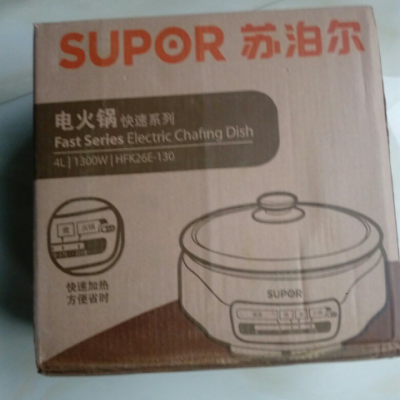 SUPOR 苏泊尔
电火锅 快速系列
Fast Series Electric Chafing Dish
4L | 1300W | HFK26E-130
快速加热
方便省时
SUPOR